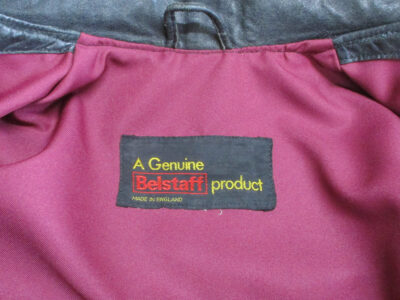 A Genuine
Belstaff product
MADE IN ENGLAND